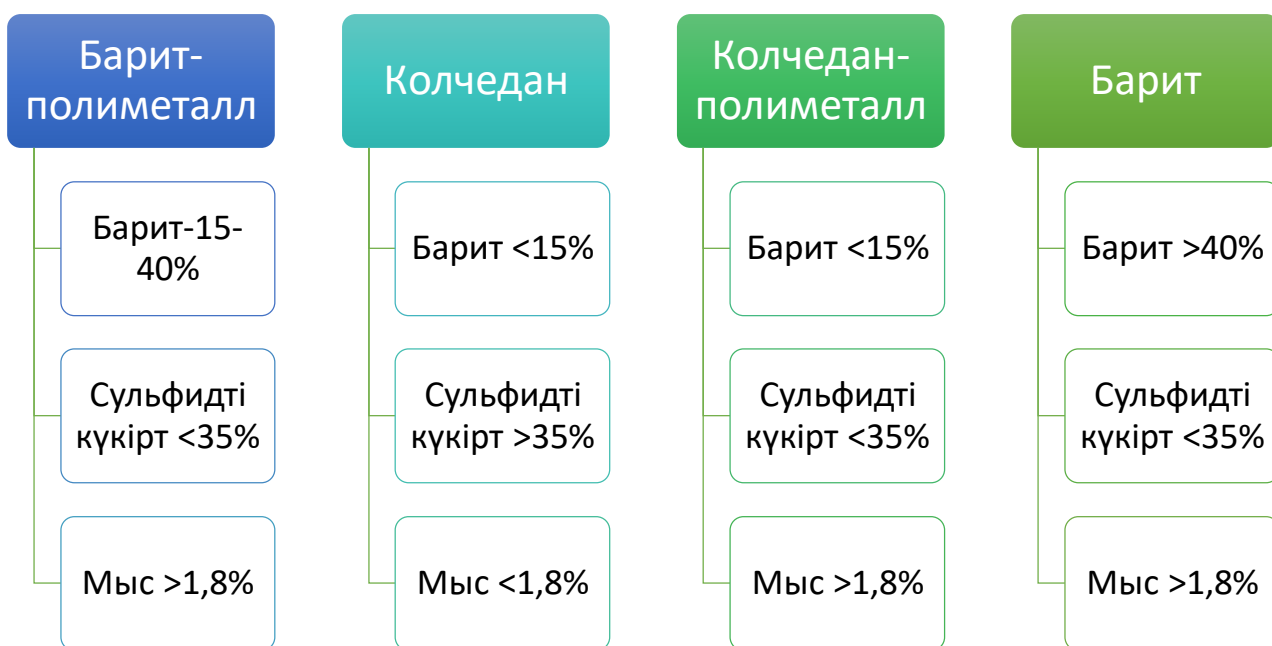 Барит-
полиметалл
Барит-15-
40%
Сульфидті
күкірт <35%
Мыс >1,8%
Колчедан
Барит <15%
Сульфидті
күкірт >35%
Мыс <1,8%
Колчедан-
полиметалл
Барит <15%
Сульфидті
күкірт <35%
Мыс >1,8%
Барит
Барит >40%
Сульфидті
күкірт <35%
Мыс >1,8%